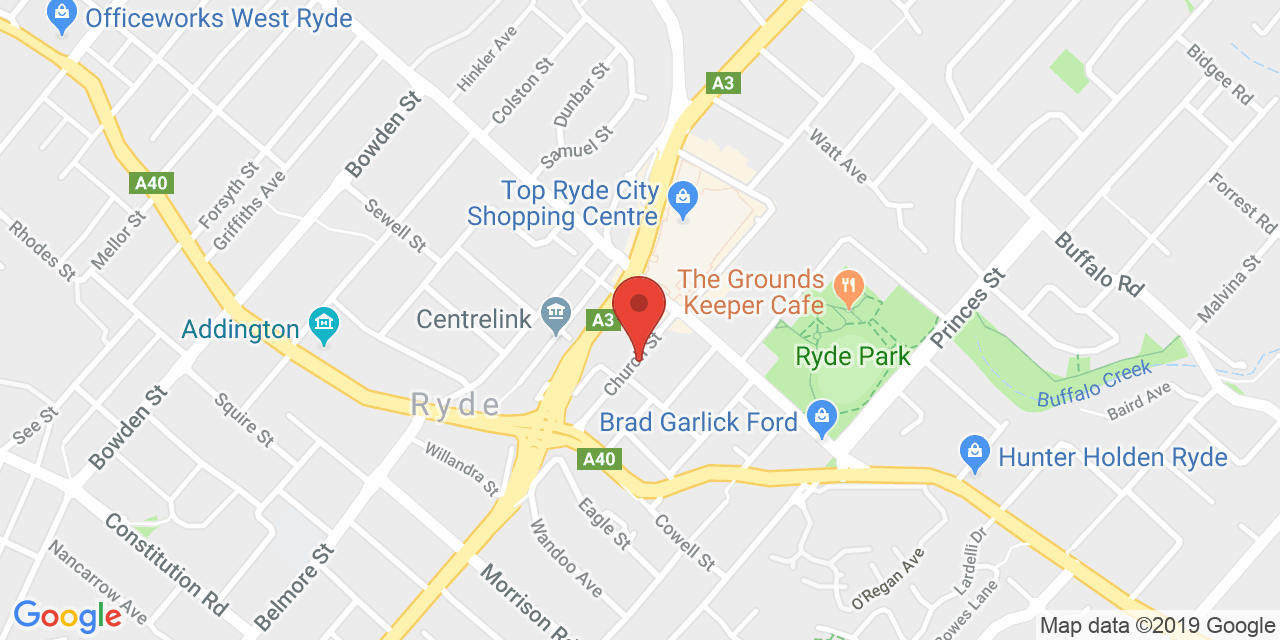 Officeworks West Ryde
Hinkler Ave
Colston St
Dunbar St
Samuel St
A3
Bidgee Rd
Bowden St
Watt Ave
A40
Forsyth St
Griffiths Ave
Mellor St
Rhodes St
Sewell St
Top Ryde City
Shopping Centre
Forrest Rd
Buffalo Rd
Malvina St
The Grounds
Keeper Cafe
Princes St
Centrelink
A3
Addington
Church St
Ryde Park
Buffalo Creek
Baird Ave
Ryde
See St
Bowden St
Squire St
Brad Garlick Ford
Willandra St
A40
Hunter Holden Ryde
Eagle St
Cowell St
Wandoo Ave
Constitution Rd
Nancarrow Ave
Belmore St
Morrison Rd
O'Regan Ave
Lardelli Dr
Bowes Lane
Google
Map data ©2019 Google